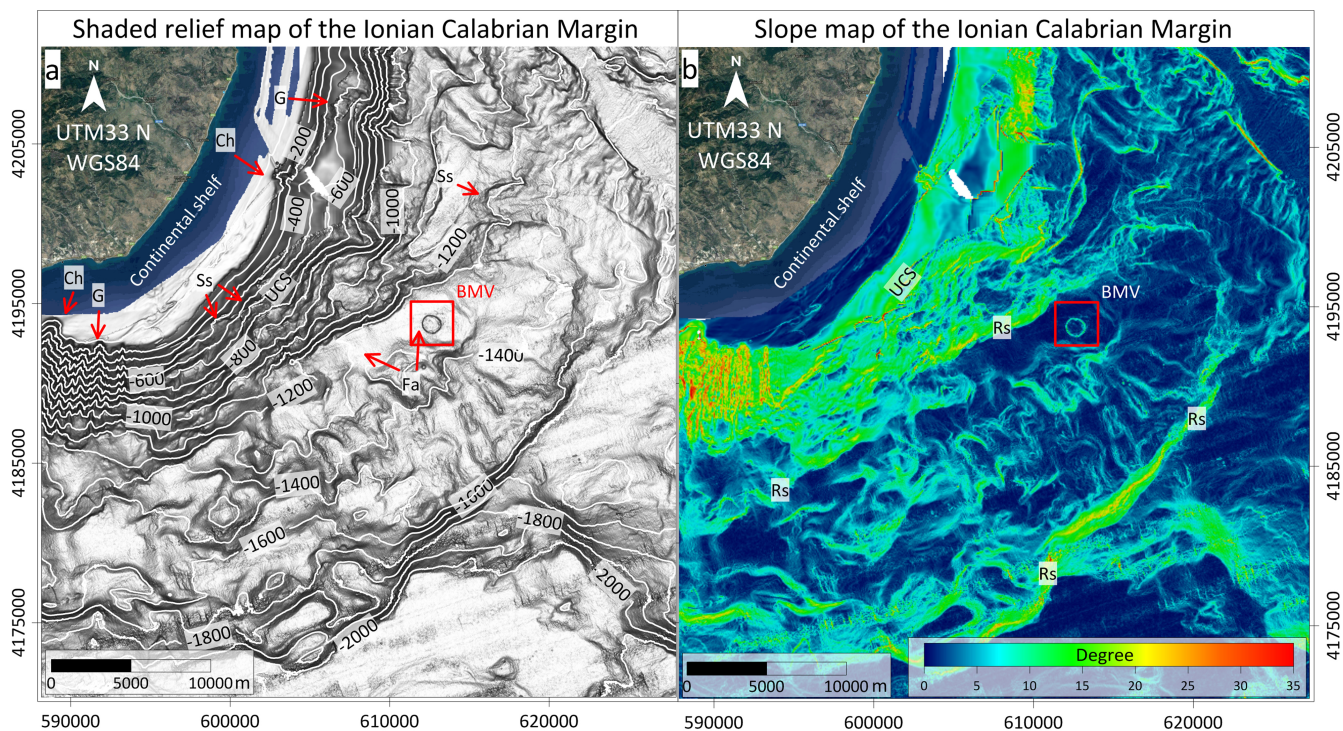 Shaded relief map of the Ionian Calabrian Margin
a
N
UTM33 N
WGS84
G
Ch
-200
-600
-400
-1000
Ss
-1200
Continental shelf
Ch
G
Ss
UCS
BMV
-800
-600
-1000
-1200
-1400
Fa
-1400
-1600
-1600
-1800
-2000
-1800
-2000
0 5000 10000 m
4205000
4195000
4185000
4175000
590000 600000 610000 620000
Slope map of the Ionian Calabrian Margin
b
N
UTM33 N
WGS84
Continental shelf
UCS
BMV
Rs
Rs
Rs
Rs
Degree
0 5 10 15 20 25 30 35
0 5000 10000 m
4205000
4195000
4185000
4175000
590000 600000 610000 620000